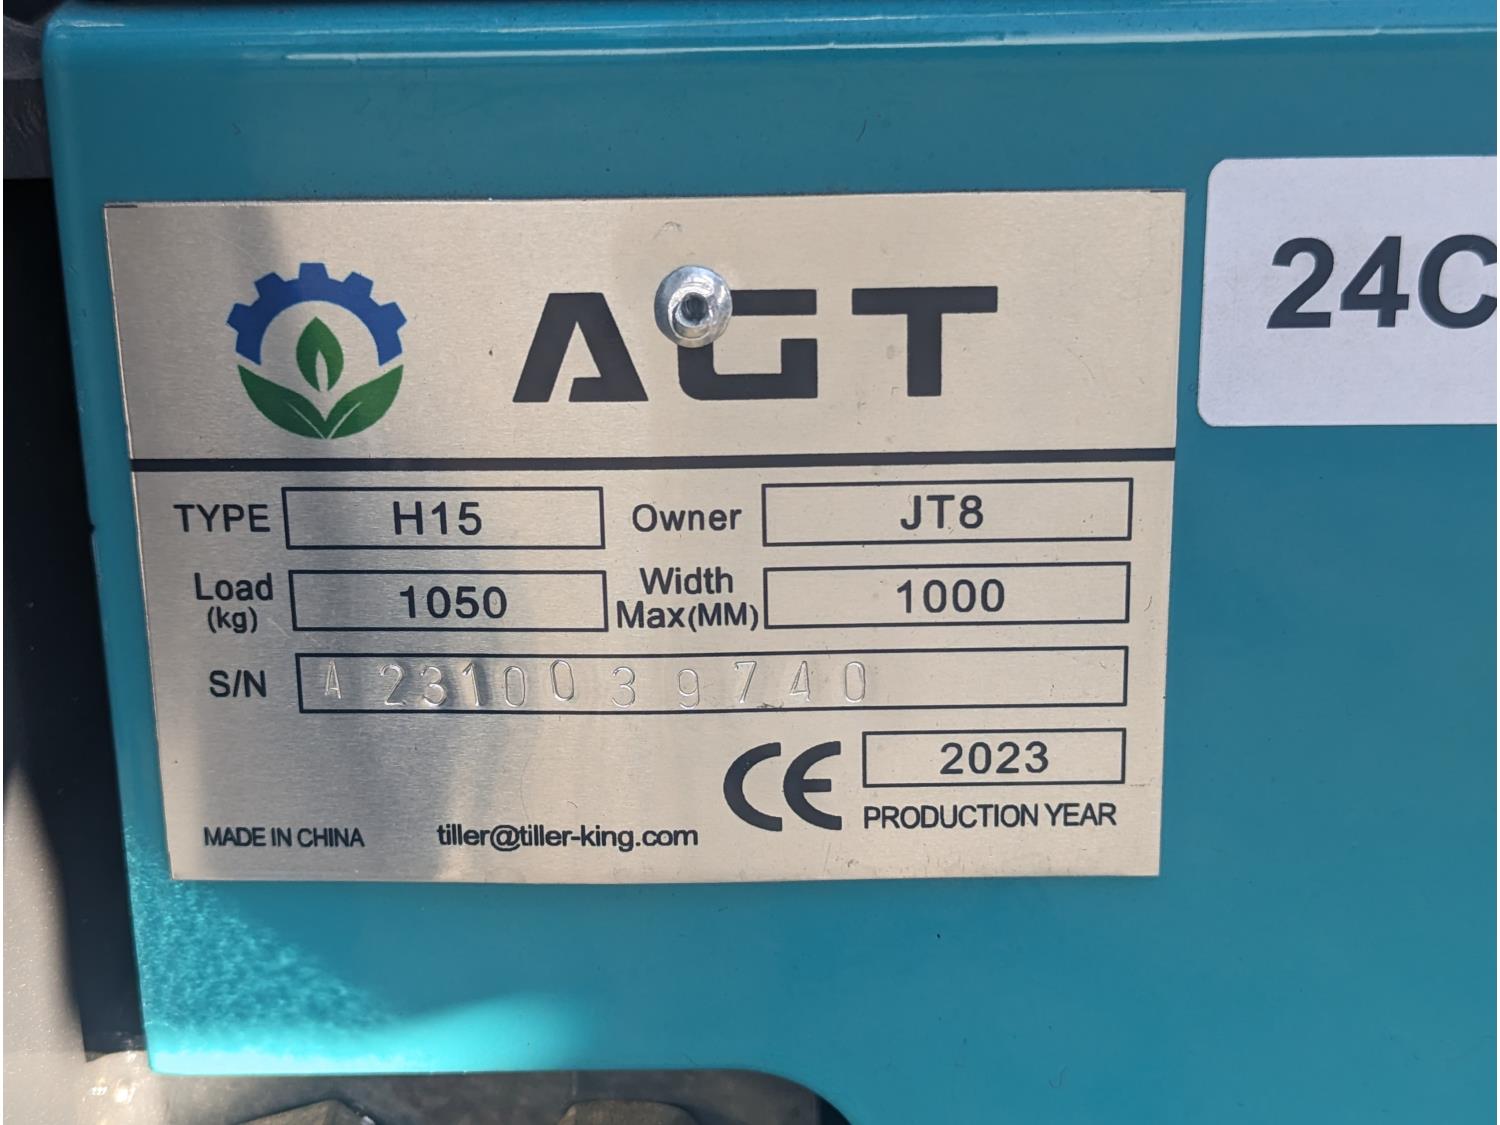 AGT
24C
TYPE H15 Owner JT8
Load (kg) 1050 Width Max(MM) 1000
S/N A2310039740
CE 2023
PRODUCTION YEAR
MADE IN CHINA tiller@tiller-king.com